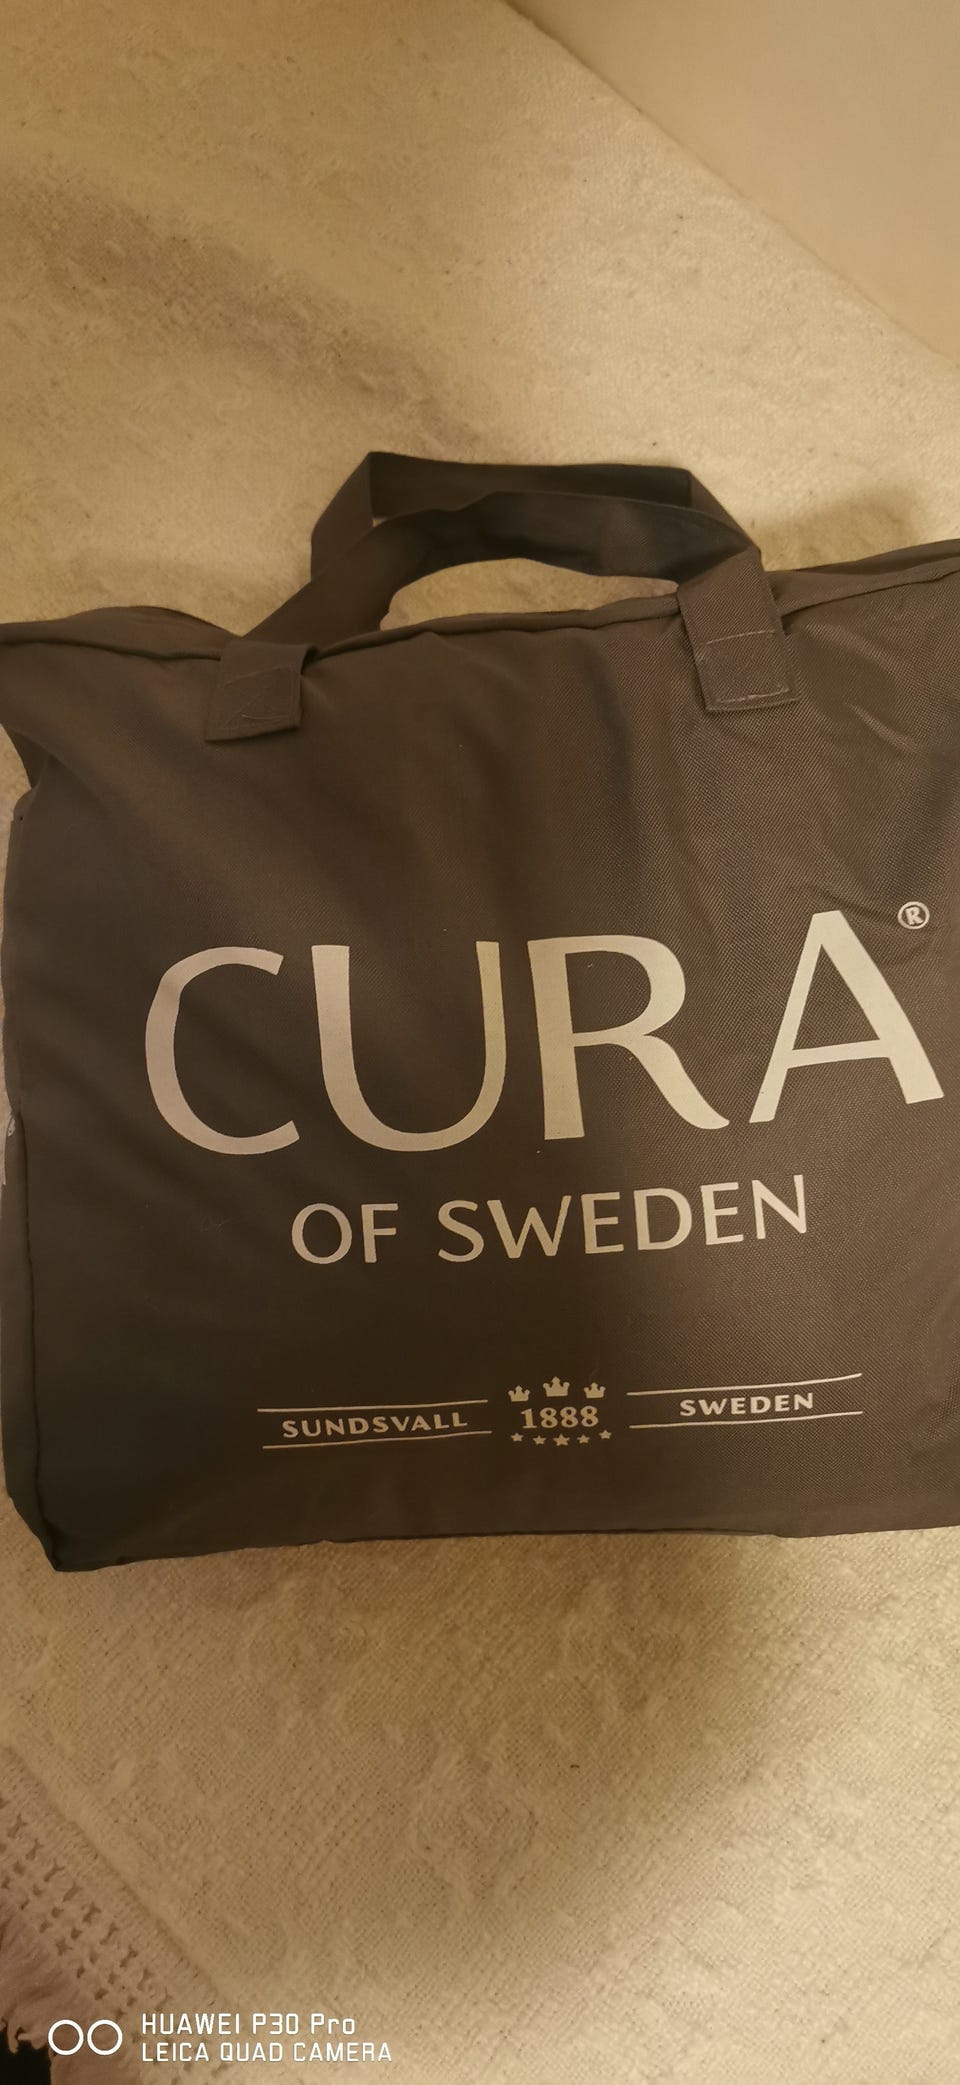 CURA®
OF SWEDEN
SUNDSVALL 1888 SWEDEN
HUAWEI P30 Pro
LEICA QUAD CAMERA